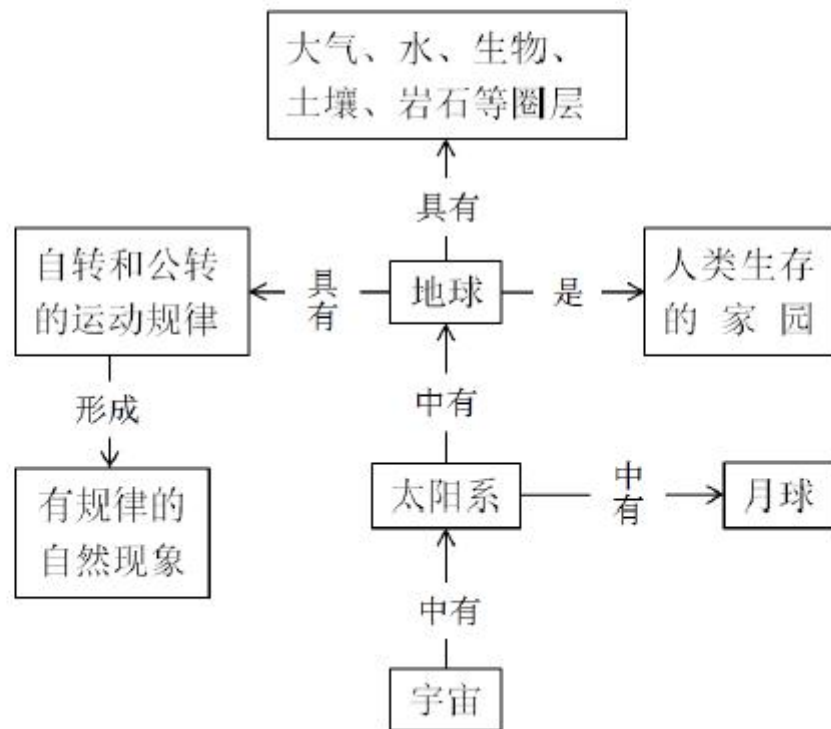 大气、水、生物、
土壤、岩石等圈层
具有
自转和公转
的运动规律
具
有
地球
是
人类生存
的 家 园
形成
中有
有规律的
自然现象
太阳系
中
有
月球
中有
宇宙